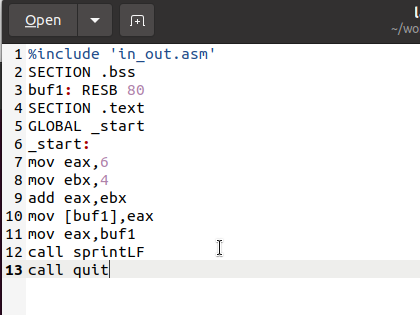 Open
l
~/wo
1 %include 'in_out.asm'
2 SECTION .bss
3 buf1: RESB 80
4 SECTION .text
5 GLOBAL _start
6 _start:
7 mov eax,6
8 mov ebx,4
9 add eax,ebx
10 mov [buf1],eax
11 mov eax,buf1
12 call sprintLF
13 call quit